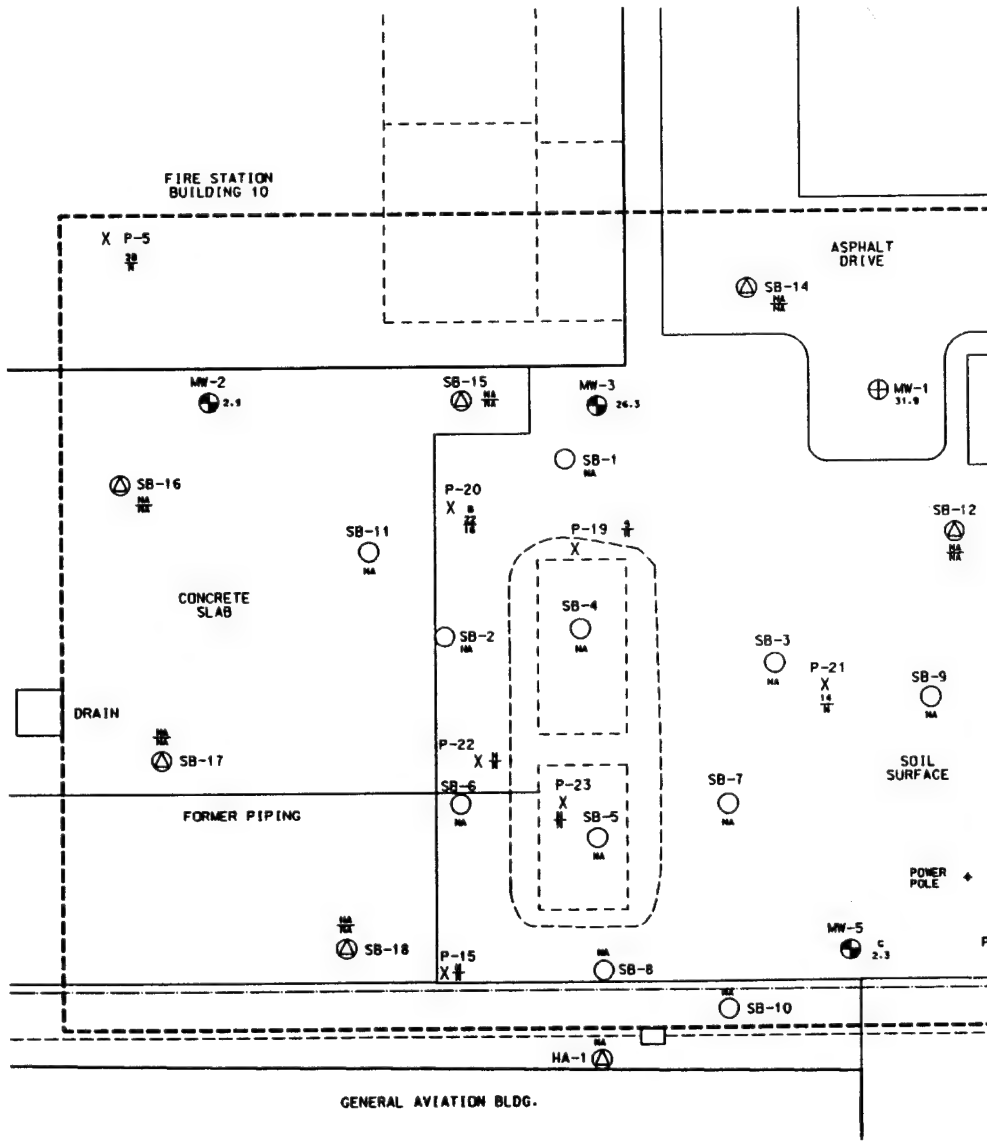 FIRE STATION
BUILDING 10
X P-5
28
N
ASPHALT
DRIVE
SB-14
NA
NA
MW-2
2.9
SB-15
NA
NA
MW-3
26.3
MW-1
31.9
SB-1
NA
SB-16
NA
NA
P-20
X
22
SB-12
NA
NA
SB-11
NA
P-19
X
N
CONCRETE
SLAB
SB-4
NA
SB-2
NA
SB-3
NA
P-21
X
14
N
SB-9
NA
DRAIN
NA
NA
SB-17
P-22
X
N
N
SOIL
SURFACE
SB-6
NA
P-23
X
N
N
SB-7
NA
FORMER PIPING
SB-5
NA
POWER
POLE
NA
NA
SB-18
P-15
X
N
N
NA
SB-8
MW-5
C
2.3
NA
SB-10
NA
HA-1
GENERAL AVIATION BLDG.